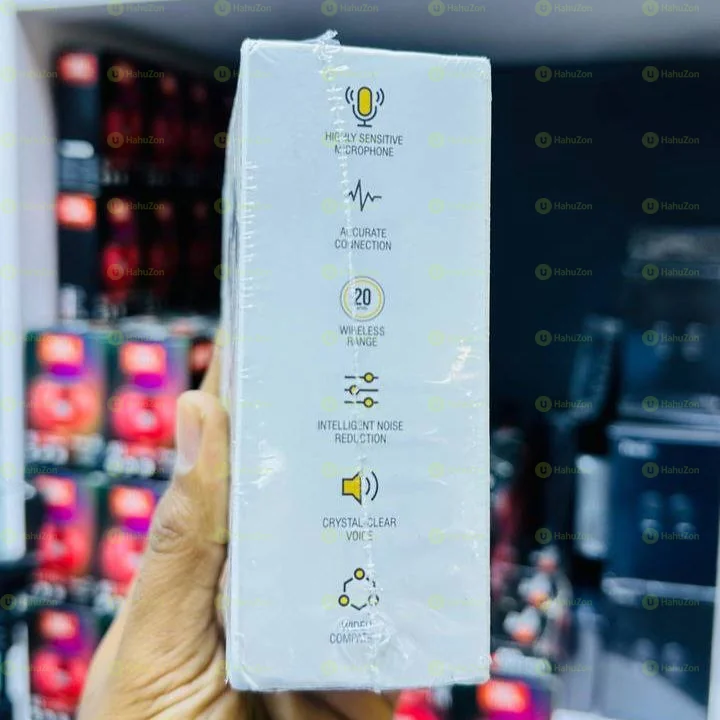 HIGHLY SENSITIVE
MICROPHONE
ACCURATE
CONNECTION
20
WIRELESS
RANGE
INTELLIGENT NOISE
REDUCTION
CRYSTAL-CLEAR
VOICE
HahuZon